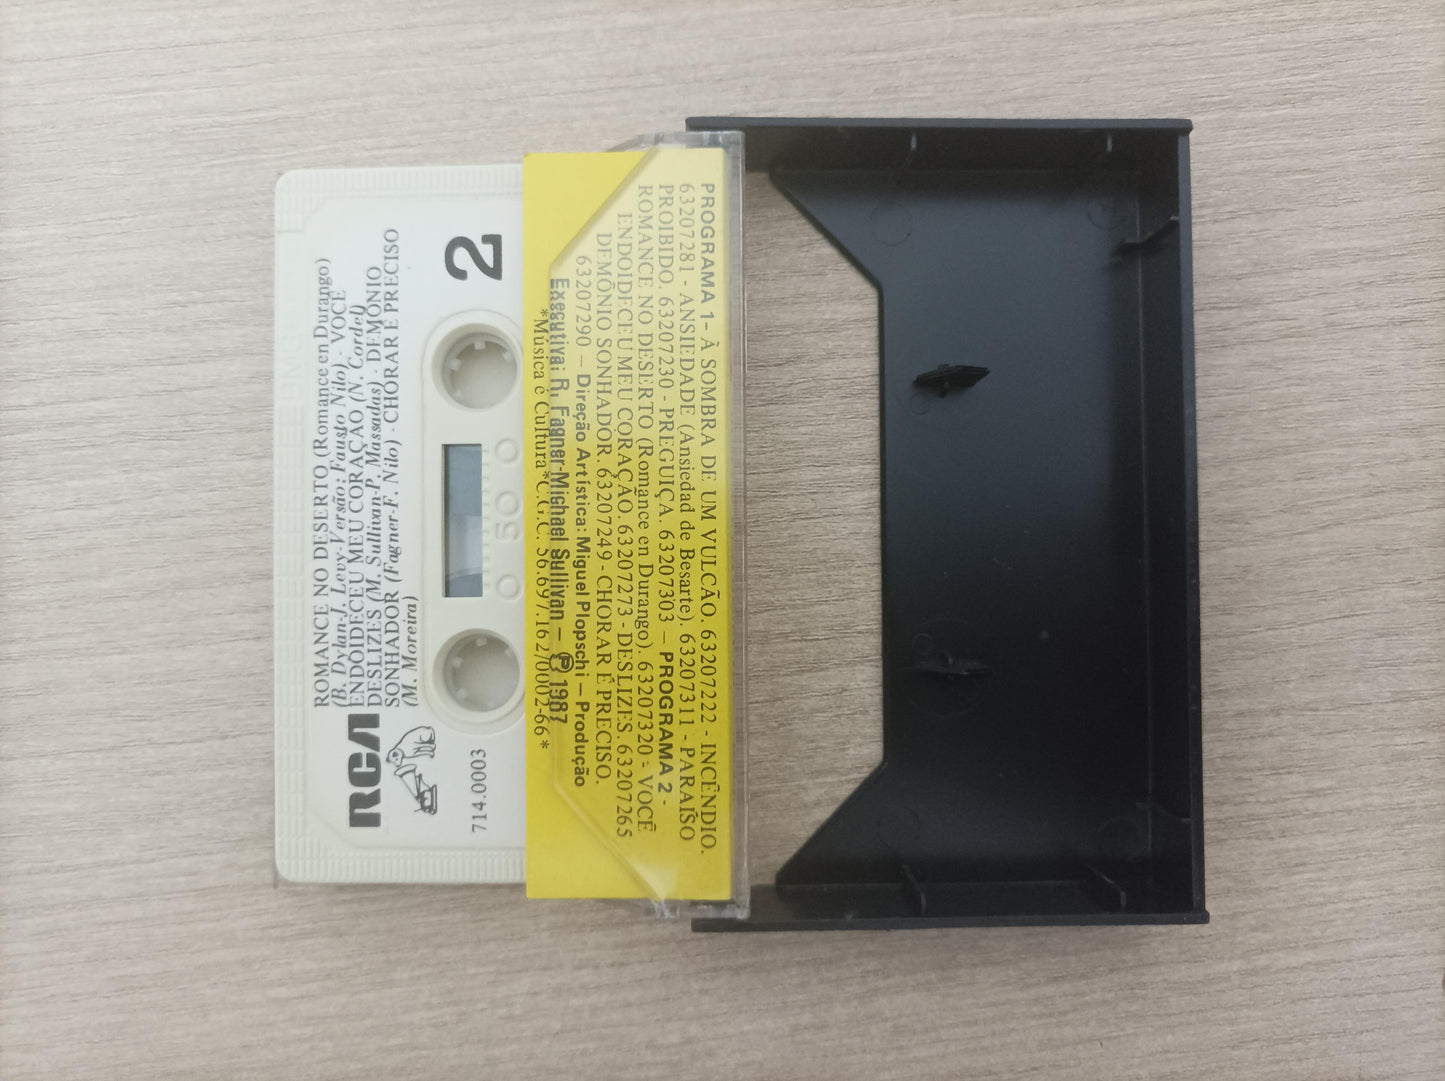 ROMANCE NO DESERTO (Romance en Durango)
(B. Dylan-J. Levy-Versão: Fausto Nilo) - VOCÊ
ENDOIDECEU MEU CORAÇÃO (N. Cordel)
DESLIZES (M. Sullivan-P. Massadas) - DEMÔNIO
SONHADOR (Fagner-F. Nilo) - CHORAR É PRECISO
(M. Moreira)
RCA
2
714.0003
0 50 0
PROGRAMA 1 - À SOMBRA DE UM VULCÃO. 63207222 - INCÊNDIO.
63207281 - ANSIEDADE (Ansiedad de Besarte). 63207311 - PARAÍSO
PROIBIDO. 63207230 - PREGUIÇA. 63207303 — PROGRAMA 2 -
ROMANCE NO DESERTO (Romance en Durango). 63207320 - VOCÊ
ENDOIDECEU MEU CORAÇÃO. 63207273 - DESLIZES. 63207265
DEMÔNIO SONHADOR. 63207249 - CHORAR É PRECISO.
63207290 — Direção Artística: Miguel Plopschi — Produção
Executiva: R. Fagner-Michael Sullivan — ℗ 1987
*Música é Cultura*C.G.C. 56.697.162/0002-66*